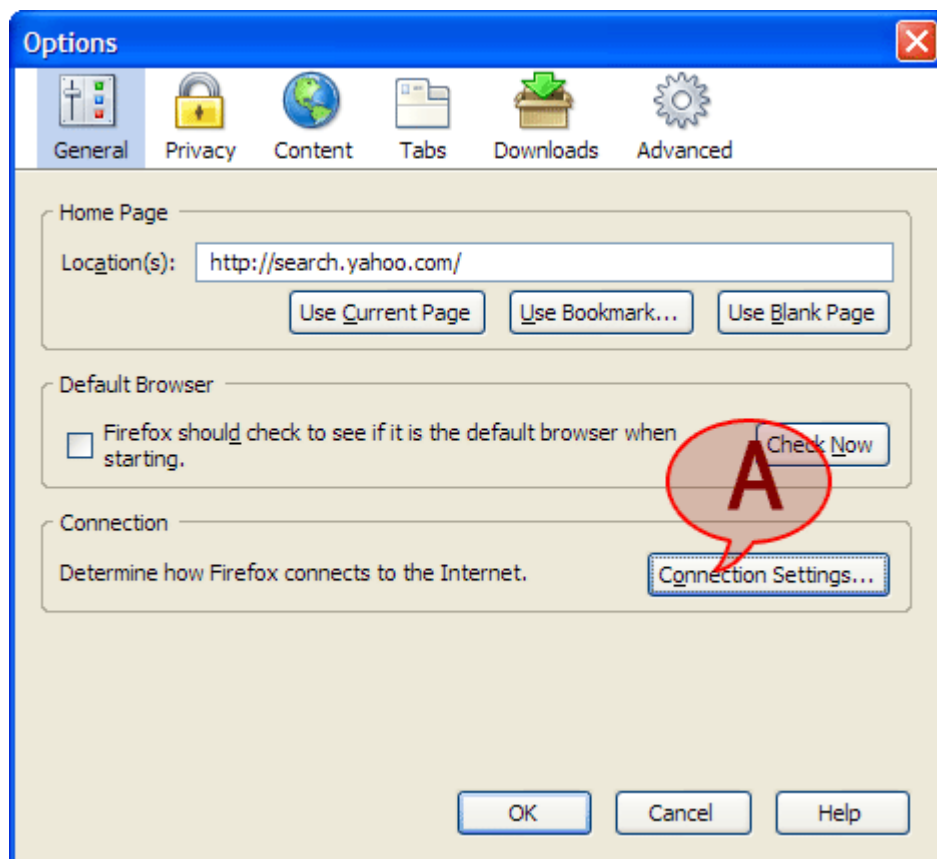 Options
General Privacy Content Tabs Downloads Advanced
Home Page
Location(s): http://search.yahoo.com/
Use Current Page Use Bookmark... Use Blank Page
Default Browser
Firefox should check to see if it is the default browser when
starting.
Check Now
A
Connection
Determine how Firefox connects to the Internet. Connection Settings...
OK Cancel Help